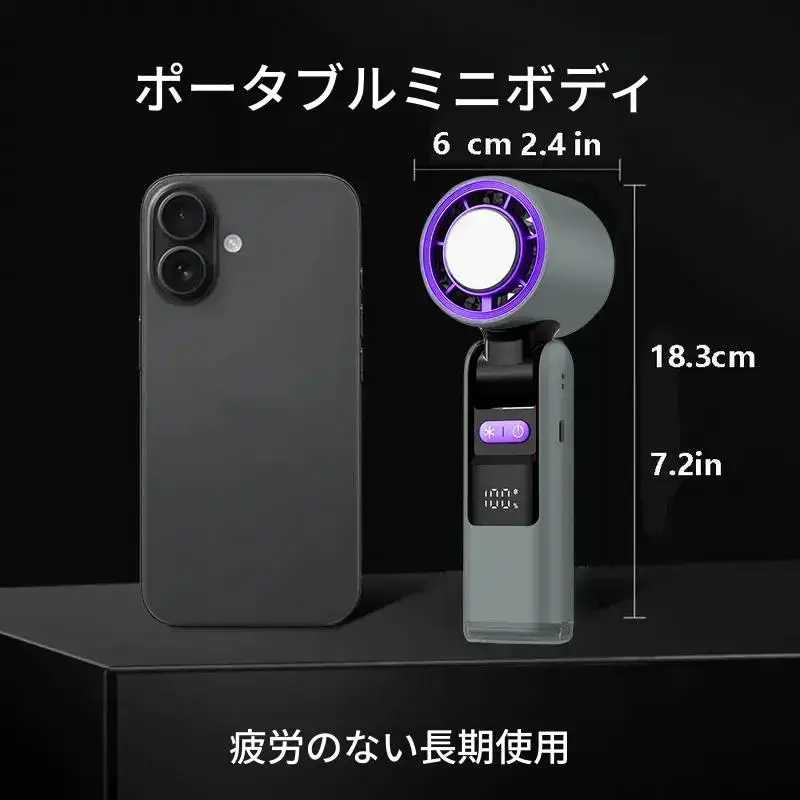 ポータブルミニボディ
6 cm 2.4 in
18.3cm
7.2in
100%
疲労のない長期使用